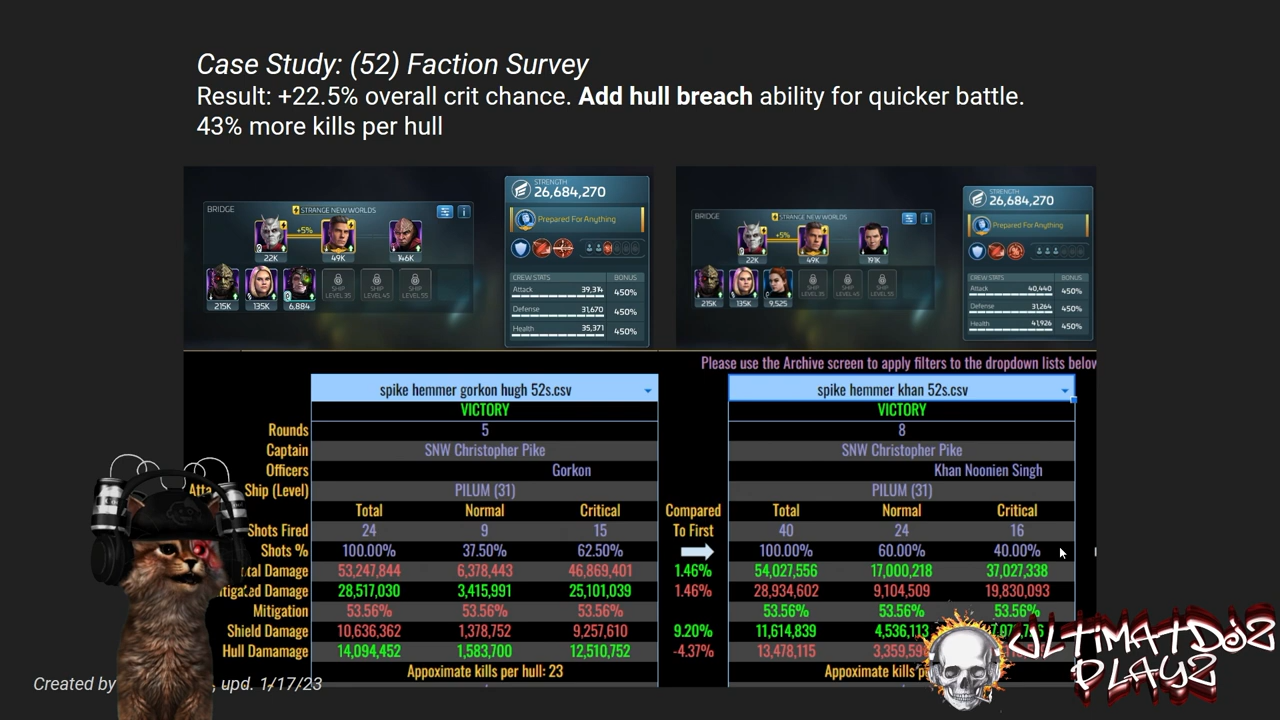 Case Study: (52) Faction Survey
Result: +22.5% overall crit chance. Add hull breach ability for quicker battle.
43% more kills per hull
BRIDGE
STRANGE NEW WORLDS
i
+5%
22K 49K 146K
SHIP LEVEL 35 SHIP LEVEL 45 SHIP LEVEL 55
215K 135K 6,884
STRENGTH
26,684,270
Prepared For Anything
CREW STATS BONUS
Attack 39,314 450%
Defense 31,670 450%
Health 35,371 450%
BRIDGE
STRANGE NEW WORLDS
i
+5%
22K 49K 191K
SHIP LEVEL 35 SHIP LEVEL 45 SHIP LEVEL 55
215K 135K 9,525
STRENGTH
26,684,270
Prepared For Anything
CREW STATS BONUS
Attack 40,440 450%
Defense 31,264 450%
Health 41,926 450%
Please use the Archive screen to apply filters to the dropdown lists below
spike hemmer gorkon hugh 52s.csv spike hemmer khan 52s.csv
VICTORY VICTORY
Rounds 5 8
Captain SNW Christopher Pike SNW Christopher Pike
Officers Gorkon Khan Noonien Singh
Atta Ship (Level) PILUM (31) PILUM (31)
Total Normal Critical Compared Total Normal Critical
Shots Fired 24 9 15 To First 40 24 16
Shots % 100.00% 37.50% 62.50% 100.00% 60.00% 40.00%
tal Damage 53,247,844 6,378,443 46,869,401 1.46% 54,027,556 17,000,218 37,027,338
tigated Damage 28,517,030 3,415,991 25,101,039 1.46% 28,934,602 9,104,509 19,830,093
Mitigation 53.56% 53.56% 53.56% 53.56% 53.56% 53.56%
Shield Damage 10,636,362 1,378,752 9,257,610 9.20% 11,614,839 4,536,113
Hull Damamage 14,094,452 1,583,700 12,510,752 -4.37% 13,478,115
Appoximate kills per hull: 23 Appoximate kills
Created by , upd. 1/17/23
ULTIMATDJZ
PLAYZ